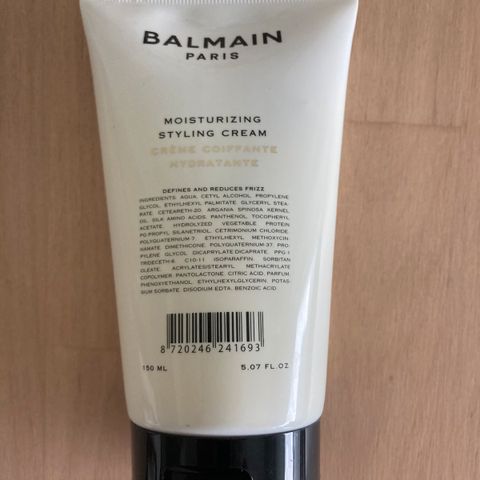 BALMAIN
PARIS
MOISTURIZING
STYLING CREAM
CRÈME COIFFANTE
HYDRATANTE
DEFINES AND REDUCES FRIZZ
INGREDIENTS: AQUA, CETYL ALCOHOL, PROPYLENE
GLYCOL, ETHYLHEXYL PALMITATE, GLYCERYL STEA-
RATE, CETEARETH-20, ARGANIA SPINOSA KERNEL
OIL, SILK AMINO ACIDS, PANTHENOL, TOCOPHERYL
ACETATE, HYDROLYZED VEGETABLE PROTEIN
PG-PROPYL SILANETRIOL, CETRIMONIUM CHLORIDE,
POLYQUATERNIUM-7, ETHYLHEXYL METHOXYCIN-
NAMATE, DIMETHICONE, POLYQUATERNIUM-37, PRO-
PYLENE GLYCOL DICAPRYLATE DICAPRATE, PPG-1
TRIDECETH-6, C10-11 ISOPARAFFIN, SORBITAN
OLEATE, ACRYLATES/STEARYL METHACRYLATE
COPOLYMER, PANTOLACTONE, CITRIC ACID, PARFUM,
PHENOXYETHANOL, ETHYLHEXYLGLYCERIN, POTAS-
SIUM SORBATE, DISODIUM-EDTA, BENZOIC ACID
8 720246 241693
150 ML 5.07 FL.OZ